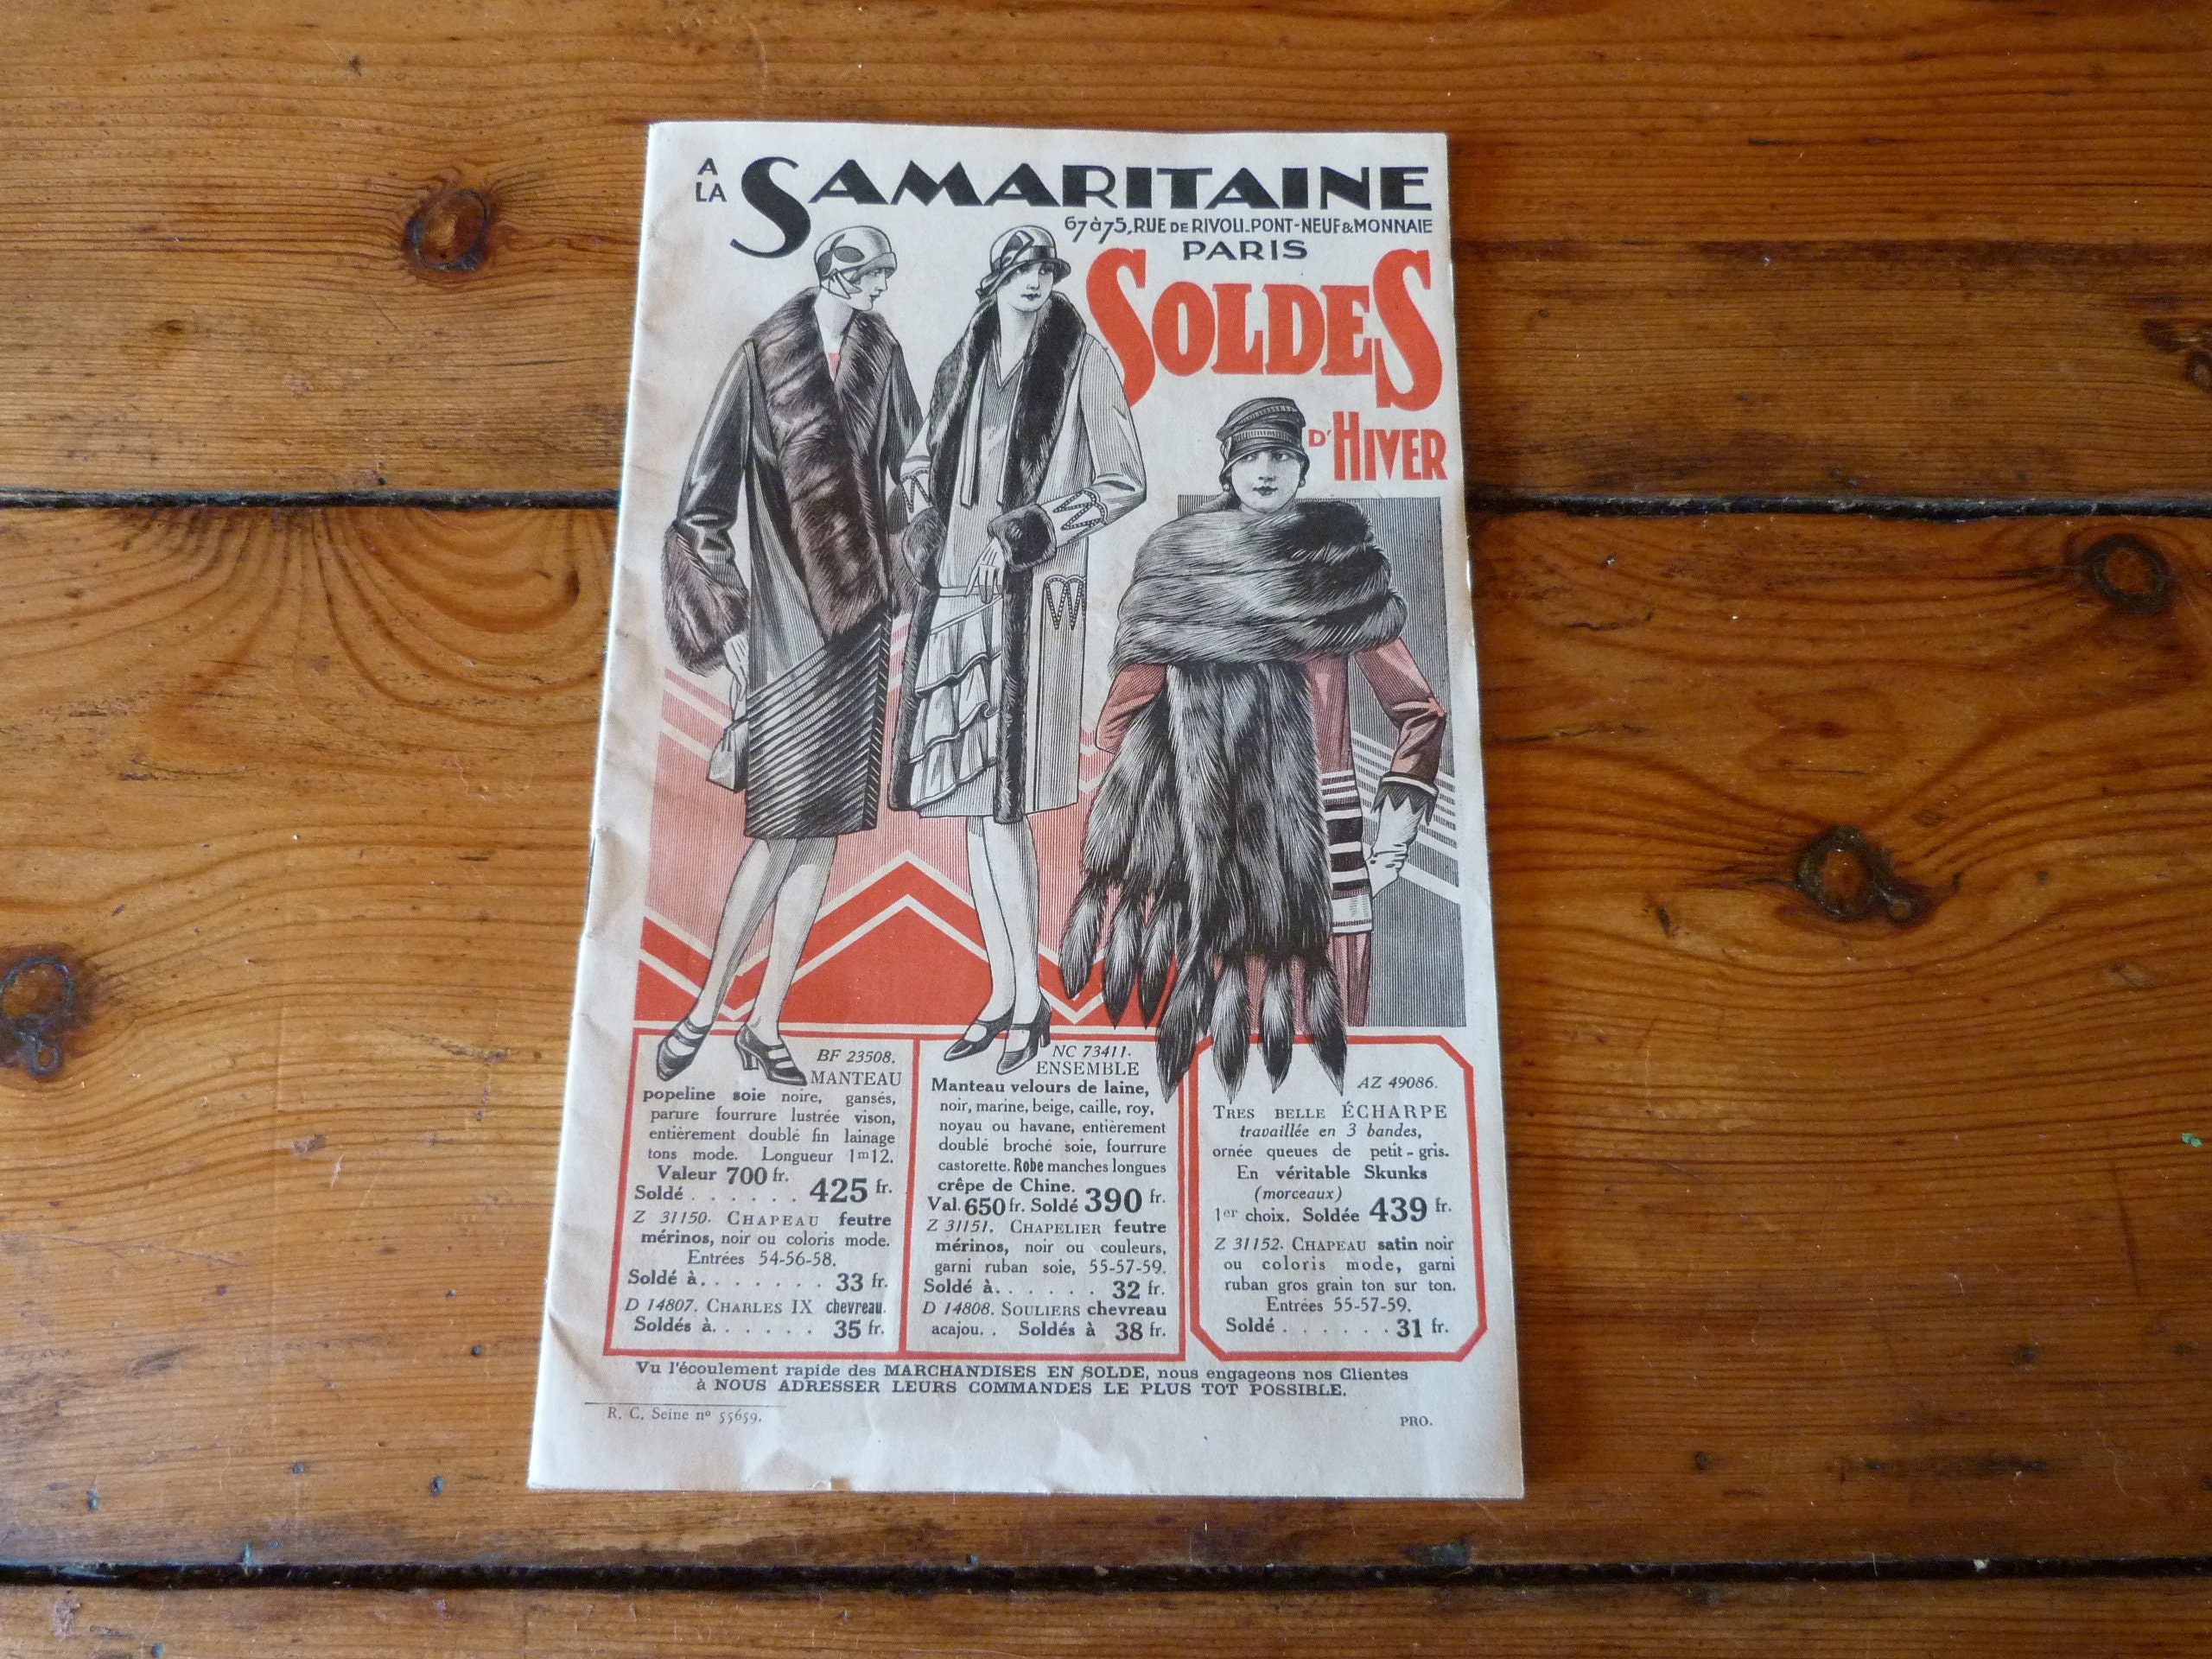 A LA SAMARITAINE
67 à 75, RUE DE RIVOLI. PONT-NEUF & MONNAIE
PARIS
SOLDES
D'HIVER
BF 23508.
MANTEAU
popeline soie noire, gansés,
parure fourrure lustrée vison,
entièrement doublé fin lainage
tons mode. Longueur 1m12.
Valeur 700 fr.
Soldé . . . . . . 425 fr.
Z 31150. CHAPEAU feutre
mérinos, noir ou coloris mode.
Entrées 54-56-58.
Soldé à. . . . . . . 33 fr.
D 14807. CHARLES IX chevreau.
Soldés à. . . . . . 35 fr.
NC 73411.
ENSEMBLE
Manteau velours de laine,
noir, marine, beige, caille, roy,
noyau ou havane, entièrement
doublé broché soie, fourrure
castorette. Robe manches longues
crêpe de Chine.
Val. 650 fr. Soldé 390 fr.
Z 31151. CHAPELIER feutre
mérinos, noir ou couleurs,
garni ruban soie, 55-57-59.
Soldé à. . . . . . 32 fr.
D 14808. SOULIERS chevreau
acajou. . Soldés à 38 fr.
AZ 49086.
TRES BELLE ÉCHARPE
travaillée en 3 bandes,
ornée queues de petit-gris.
En véritable Skunks
(morceaux)
1er choix. Soldée 439 fr.
Z 31152. CHAPEAU satin noir
ou coloris mode, garni
ruban gros grain ton sur ton.
Entrées 55-57-59.
Soldé . . . . . . 31 fr.
Vu l'écoulement rapide des MARCHANDISES EN SOLDE, nous engageons nos Clientes
à NOUS ADRESSER LEURS COMMANDES LE PLUS TOT POSSIBLE.
R. C. Seine nº 55659.
PRO.